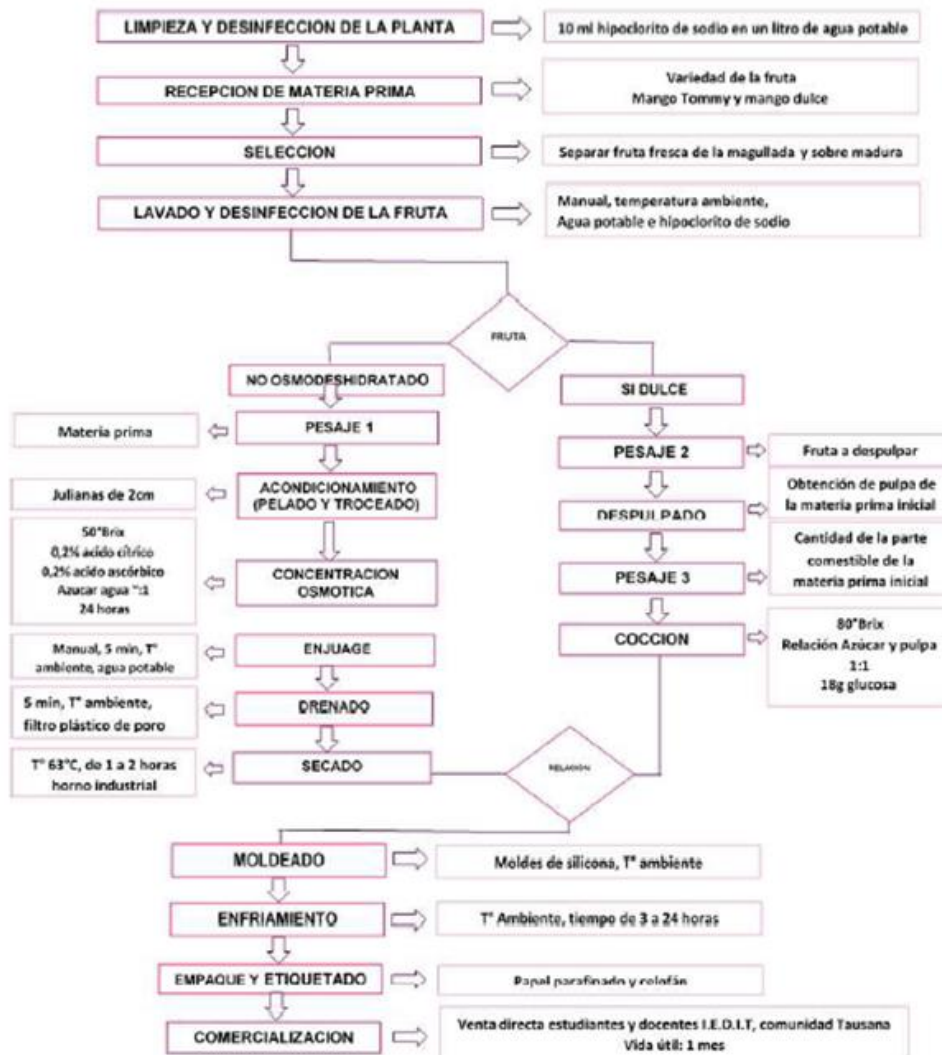 LIMPIEZA Y DESINFECCION DE LA PLANTA
10 ml hipoclorito de sodio en un litro de agua potable
RECEPCION DE MATERIA PRIMA
Variedad de la fruta
Mango Tommy y mango dulce
SELECCION
Separar fruta fresca de la magullada y sobre madura
LAVADO Y DESINFECCION DE LA FRUTA
Manual, temperatura ambiente,
Agua potable e hipoclorito de sodio
FRUTA
NO OSMODESHIDRATADO
PESAJE 1
Materia prima
ACONDICIONAMIENTO
(PELADO Y TROCEADO)
Julianas de 2cm
CONCENTRACION
OSMOTICA
50°Brix
0,2% acido cítrico
0,2% acido ascórbico
Azucar agua ":1
24 horas
ENJUAGE
Manual, 5 min, T°
ambiente, agua potable
DRENADO
5 min, T° ambiente,
filtro plástico de poro
SECADO
T° 63°C, de 1 a 2 horas
horno industrial
SI DULCE
PESAJE 2
Fruta a despulpar
DESPULPADO
Obtención de pulpa de
la materia prima inicial
PESAJE 3
Cantidad de la parte
comestible de la
materia prima inicial
COCCION
80°Brix
Relación Azúcar y pulpa
1:1
18g glucosa
RELACION
MOLDEADO
Moldes de silicona, T° ambiente
ENFRIAMIENTO
T° Ambiente, tiempo de 3 a 24 horas
EMPAQUE Y ETIQUETADO
Papel parafinado y celofán
COMERCIALIZACION
Venta directa estudiantes y docentes I.E.D.I.T, comunidad Tausana
Vida útil: 1 mes